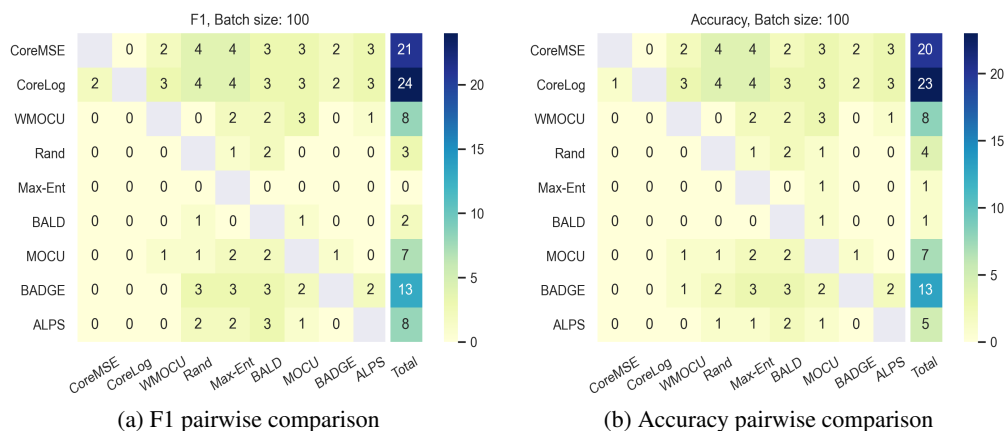 F1, Batch size: 100
CoreMSE 0 2 4 4 3 3 2 3 21
CoreLog 2 3 4 4 3 3 2 3 24
WMOCU 0 0 0 2 2 3 0 1 8
Rand 0 0 0 1 2 0 0 0 3
Max-Ent 0 0 0 0 0 0 0 0 0
BALD 0 0 0 1 0 1 0 0 2
MOCU 0 0 1 1 2 2 1 0 7
BADGE 0 0 0 3 3 3 2 2 13
ALPS 0 0 0 2 2 3 1 0 8
CoreMSE CoreLog WMOCU Rand Max-Ent BALD MOCU BADGE ALPS Total
20
15
10
5
0
(a) F1 pairwise comparison
Accuracy, Batch size: 100
CoreMSE 0 2 4 4 2 3 2 3 20
CoreLog 1 3 4 4 3 3 2 3 23
WMOCU 0 0 0 2 2 3 0 1 8
Rand 0 0 0 1 2 1 0 0 4
Max-Ent 0 0 0 0 0 1 0 0 1
BALD 0 0 0 0 0 1 0 0 1
MOCU 0 0 1 1 2 2 1 0 7
BADGE 0 0 1 2 3 3 2 2 13
ALPS 0 0 0 1 1 2 1 0 5
CoreMSE CoreLog WMOCU Rand Max-Ent BALD MOCU BADGE ALPS Total
20
15
10
5
0
(b) Accuracy pairwise comparison